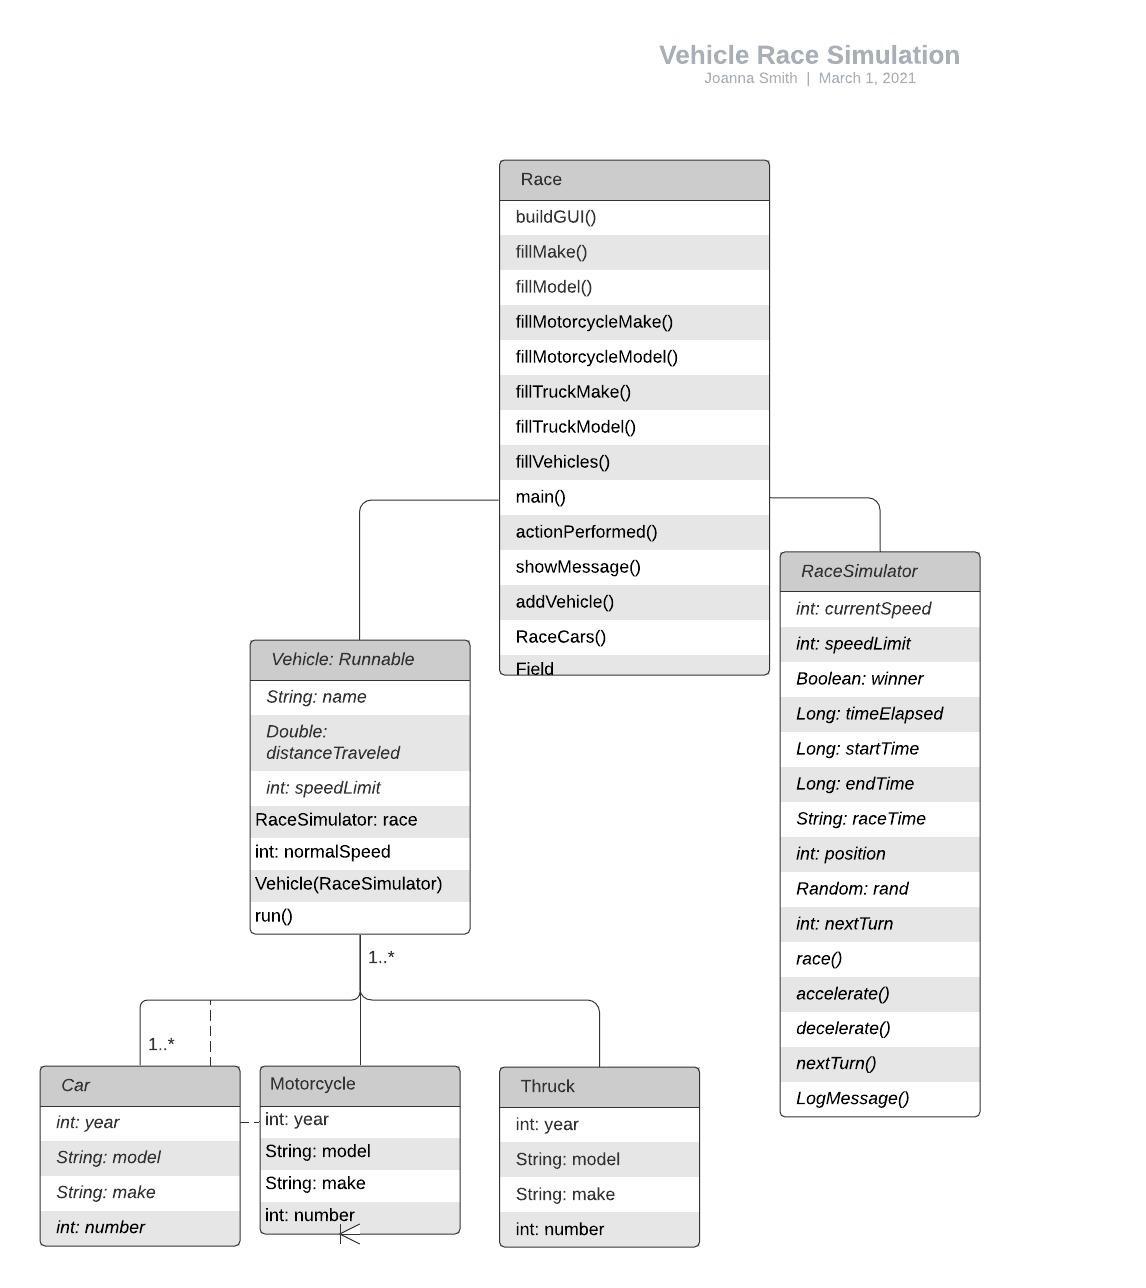 Vehicle Race Simulation
Joanna Smith | March 1, 2021
Race
buildGUI()
fillMake()
fillModel()
fillMotorcycleMake()
fillMotorcycleModel()
fillTruckMake()
fillTruckModel()
fillVehicles()
main()
actionPerformed()
showMessage()
addVehicle()
RaceCars()
Field
RaceSimulator
int: currentSpeed
int: speedLimit
Boolean: winner
Long: timeElapsed
Long: startTime
Long: endTime
String: raceTime
int: position
Random: rand
int: nextTurn
race()
accelerate()
decelerate()
nextTurn()
LogMessage()
Vehicle: Runnable
String: name
Double:
distanceTraveled
int: speedLimit
RaceSimulator: race
int: normalSpeed
Vehicle(RaceSimulator)
run()
1..*
1..*
Car
int: year
String: model
String: make
int: number
Motorcycle
int: year
String: model
String: make
int: number
Thruck
int: year
String: model
String: make
int: number